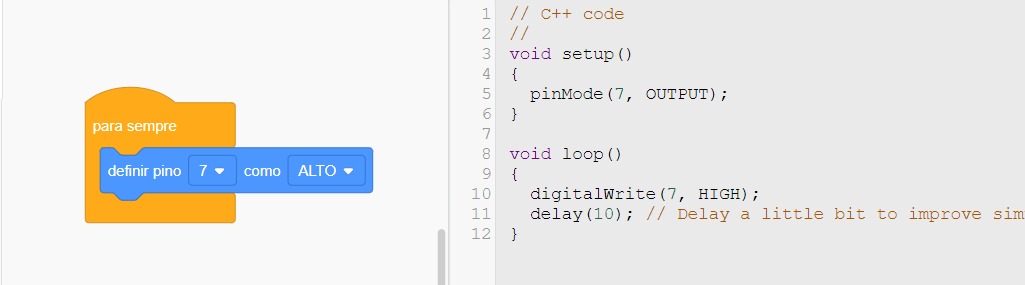 para sempre
definir pino 7 como ALTO
1 // C++ code
2 //
3 void setup()
4 {
5   pinMode(7, OUTPUT);
6 }
7
8 void loop()
9 {
10   digitalWrite(7, HIGH);
11   delay(10); // Delay a little bit to improve sim
12 }